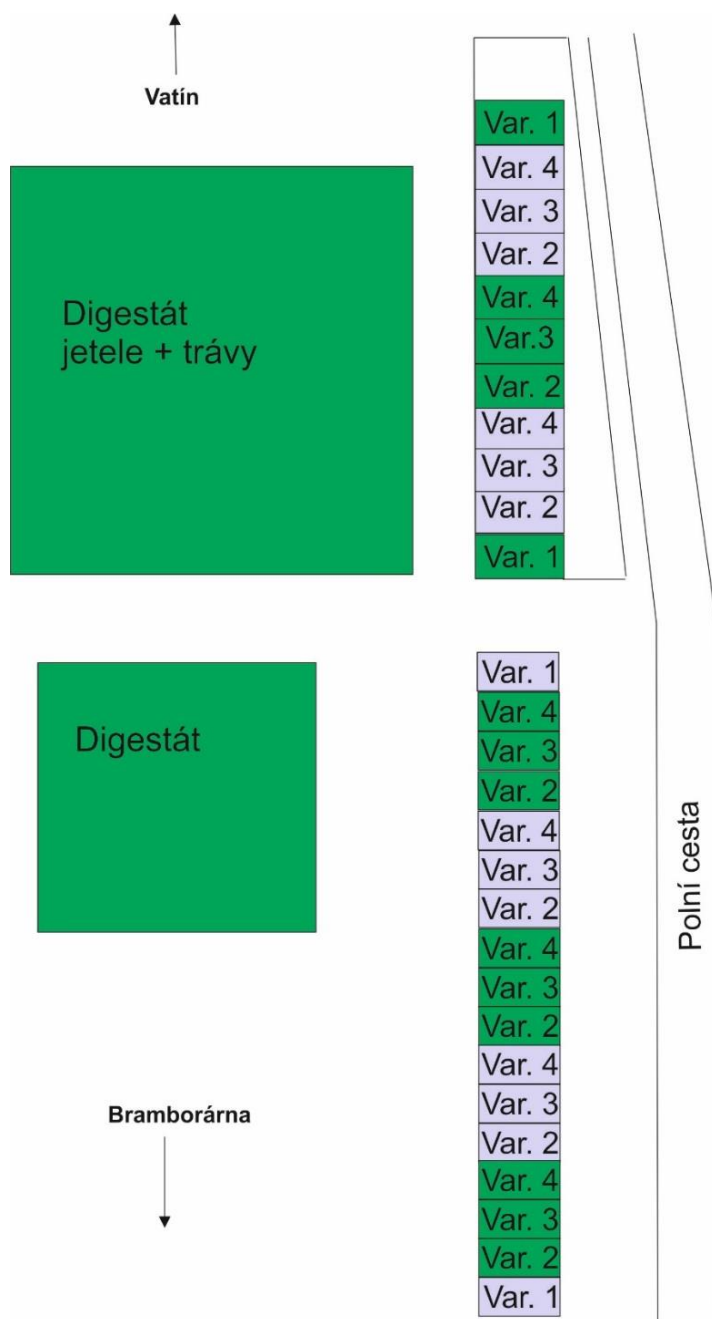 Vatín
Digestát
jetele + trávy
Var. 1
Var. 4
Var. 3
Var. 2
Var. 4
Var.3
Var. 2
Var. 4
Var. 3
Var. 2
Var. 1
Digestát
Var. 1
Var. 4
Var. 3
Var. 2
Var. 4
Var. 3
Var. 2
Var. 4
Var. 3
Var. 2
Var. 4
Var. 3
Var. 2
Var. 4
Var. 3
Var. 2
Var. 1
Polní cesta
Bramborárna